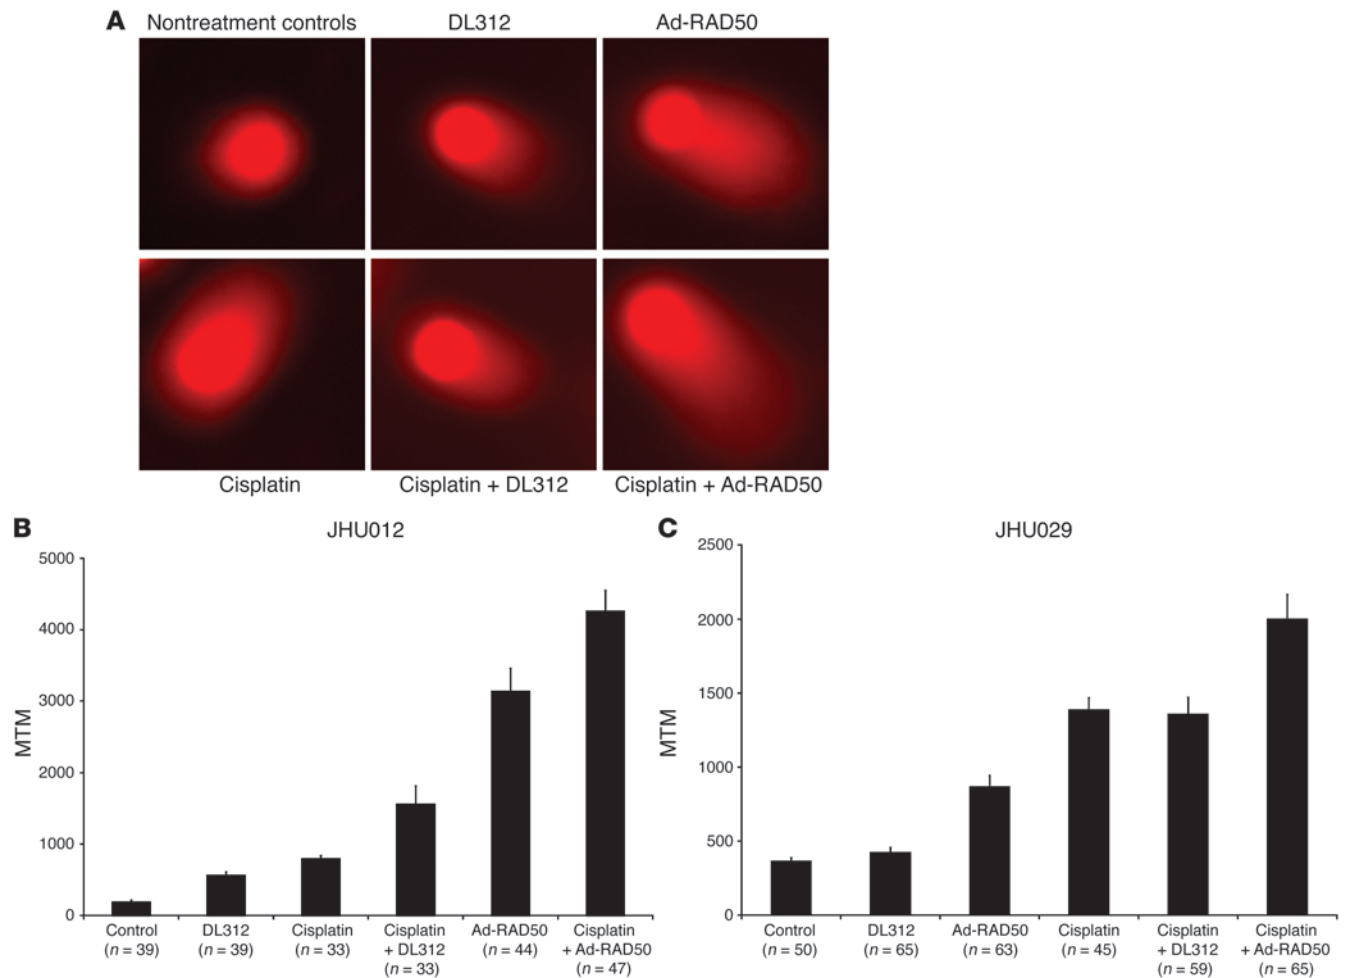 A
Nontreatment controls
DL312
Ad-RAD50
Cisplatin
Cisplatin + DL312
Cisplatin + Ad-RAD50
B
JHU012
MTM
5000
4000
3000
2000
1000
0
Control
(n = 39)
DL312
(n = 39)
Cisplatin
(n = 33)
Cisplatin
+ DL312
(n = 33)
Ad-RAD50
(n = 44)
Cisplatin
+ Ad-RAD50
(n = 47)
C
JHU029
MTM
2500
2000
1500
1000
500
0
Control
(n = 50)
DL312
(n = 65)
Ad-RAD50
(n = 63)
Cisplatin
(n = 45)
Cisplatin
+ DL312
(n = 59)
Cisplatin
+ Ad-RAD50
(n = 65)